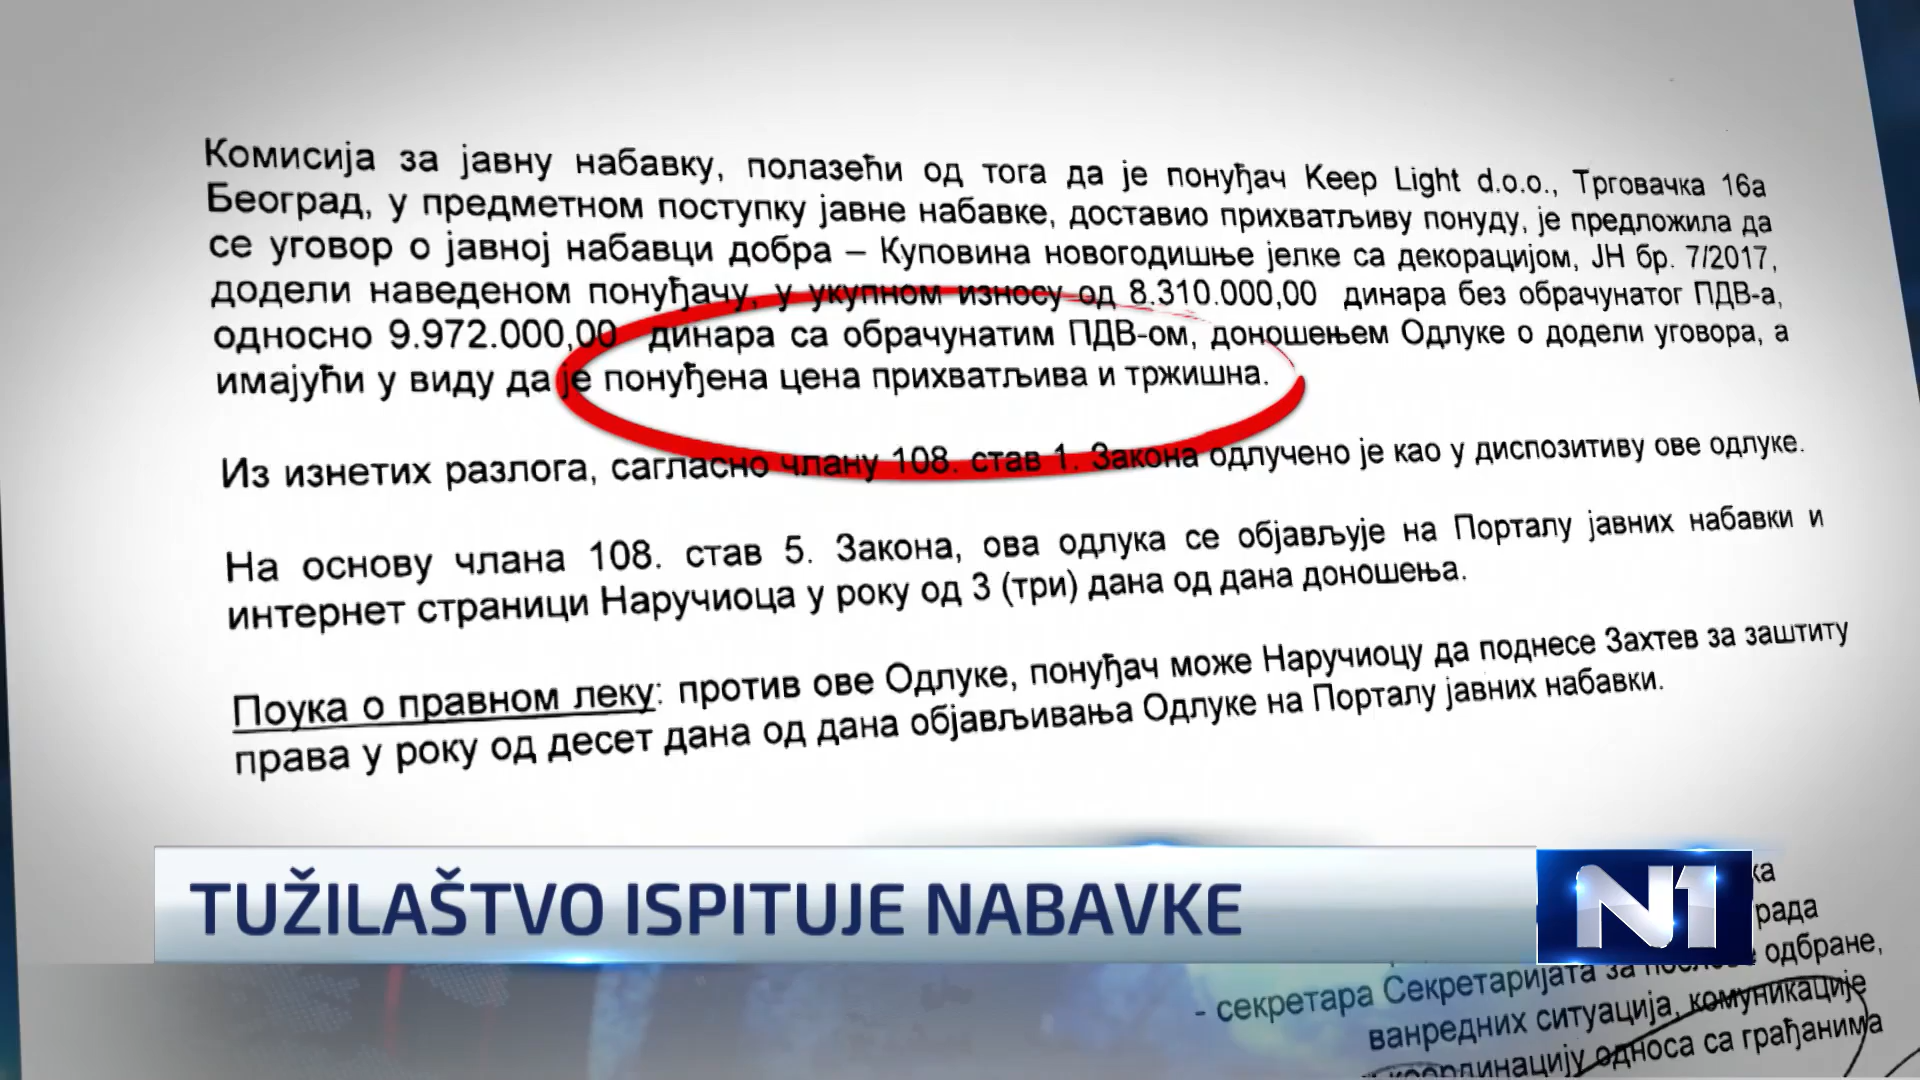 Комисија за јавну набавку, полазећи од тога да је понуђач Keep Light d.o.o., Трговачка 16а
Београд, у предметном поступку јавне набавке, доставио прихватљиву понуду, је предложила да
се уговор о јавној набавци добра – Куповина новогодишње јелке са декорацијом, ЈН бр. 7/2017,
додели наведеном понуђачу, у укупном износу од 8.310.000,00 динара без обрачунатог ПДВ-а,
односно 9.972.000,00 динара са обрачунатим ПДВ-ом, доношењем Одлуке о додели уговора, а
имајући у виду да је понуђена цена прихватљива и тржишна.
Из изнетих разлога, сагласно члану 108. став 1. Закона одлучено је као у диспозитиву ове одлуке.
На основу члана 108. став 5. Закона, ова одлука се објављује на Порталу јавних набавки и
интернет страници Наручиоца у року од 3 (три) дана од дана доношења.
Поука о правном леку: против ове Одлуке, понуђач може Наручиоцу да поднесе Захтев за заштиту
права у року од десет дана од дана објављивања Одлуке на Порталу јавних набавки.
TUŽILAŠTVO ISPITUJE NABAVKE
N1
одбране,
- секретара Секретаријата за
ванредних ситуација, комуникације
односа са грађанима